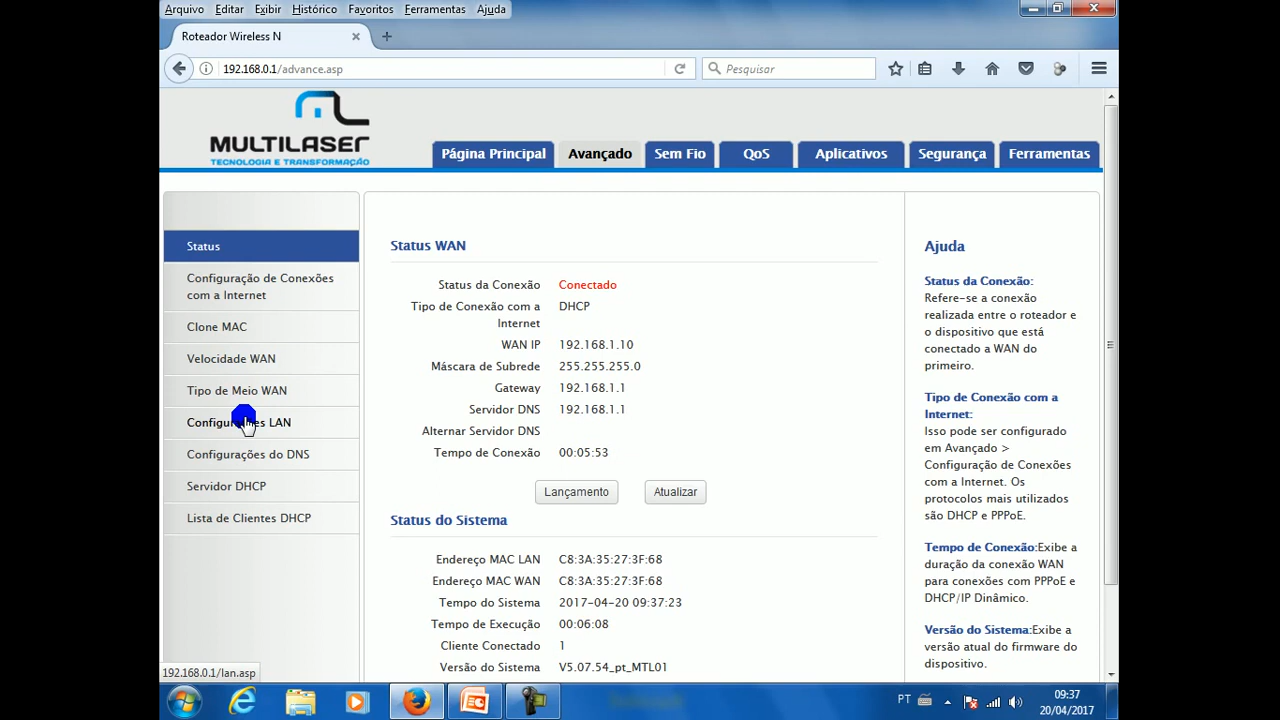 Arquivo Editar Exibir Histórico Favoritos Ferramentas Ajuda
Roteador Wireless N
192.168.0.1/advance.asp
Pesquisar
MULTILASER
TECNOLOGIA E TRANSFORMAÇÃO
Página Principal Avançado Sem Fio QoS Aplicativos Segurança Ferramentas
Status
Configuração de Conexões
com a Internet
Clone MAC
Velocidade WAN
Tipo de Meio WAN
Configurações LAN
Configurações do DNS
Servidor DHCP
Lista de Clientes DHCP
Status WAN
Status da Conexão Conectado
Tipo de Conexão com a DHCP
Internet
WAN IP 192.168.1.10
Máscara de Subrede 255.255.255.0
Gateway 192.168.1.1
Servidor DNS 192.168.1.1
Alternar Servidor DNS
Tempo de Conexão 00:05:53
Lançamento Atualizar
Status do Sistema
Endereço MAC LAN C8:3A:35:27:3F:68
Endereço MAC WAN C8:3A:35:27:3F:68
Tempo do Sistema 2017-04-20 09:37:23
Tempo de Execução 00:06:08
Cliente Conectado 1
Versão do Sistema V5.07.54_pt_MTL01
Ajuda
Status da Conexão:
Refere-se a conexão
realizada entre o roteador e
o dispositivo que está
conectado a WAN do
primeiro.
Tipo de Conexão com a
Internet:
Isso pode ser configurado
em Avançado >
Configuração de Conexões
com a Internet. Os
protocolos mais utilizados
são DHCP e PPPoE.
Tempo de Conexão:Exibe a
duração da conexão WAN
para conexões com PPPoE e
DHCP/IP Dinâmico.
Versão do Sistema:Exibe a
versão atual do firmware do
dispositivo.
192.168.0.1/lan.asp
PT
09:37
20/04/2017